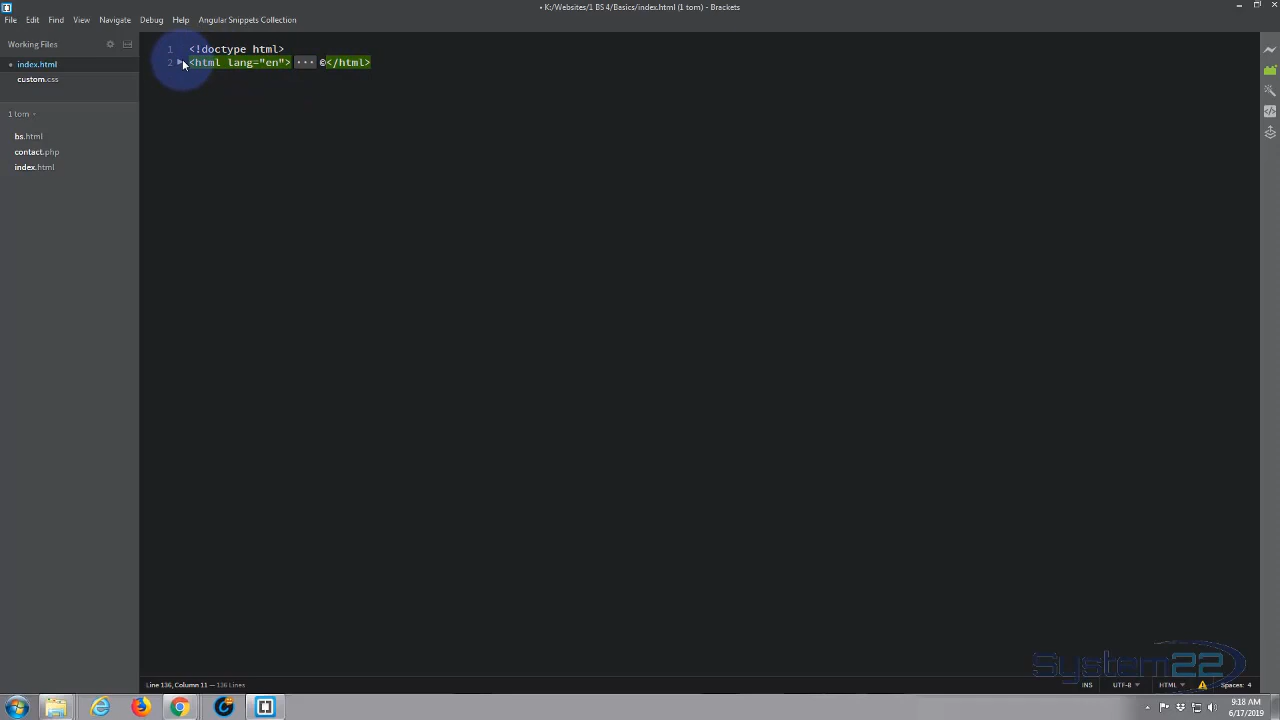 • K:/Websites/1 BS 4/Basics/index.html (1 tom) - Brackets
File Edit Find View Navigate Debug Help Angular Snippets Collection
Working Files
index.html
custom.css
1 tom
bs.html
contact.php
index.html
1 <!doctype html>
2 <html lang="en"> ··· ©</html>
System22
Line 136, Column 11 — 136 Lines
INS UTF-8 HTML Spaces: 4
9:18 AM
6/17/2019